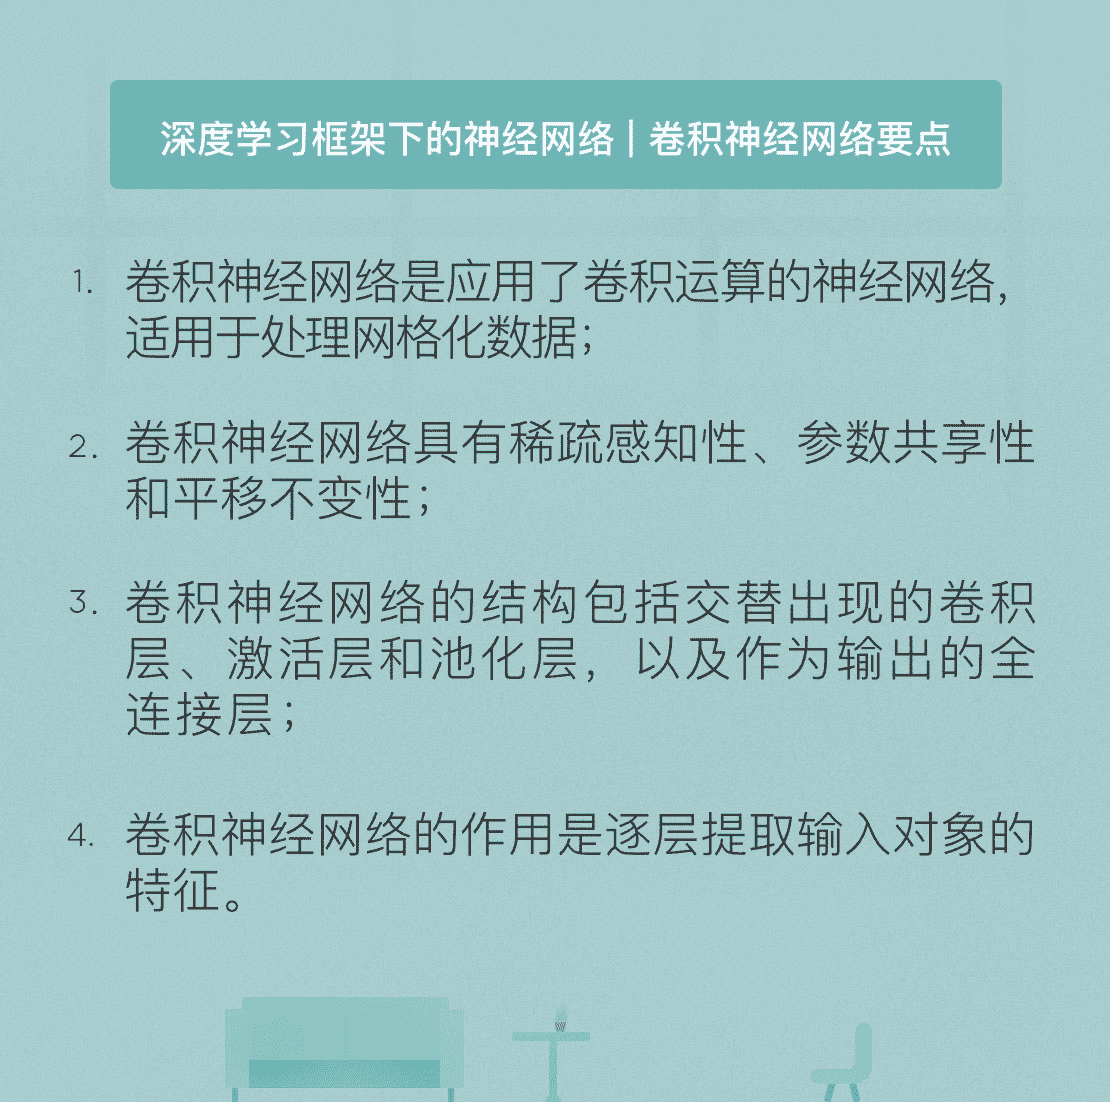 深度学习框架下的神经网络 | 卷积神经网络要点
1. 卷积神经网络是应用了卷积运算的神经网络,
适用于处理网格化数据;
2. 卷积神经网络具有稀疏感知性、参数共享性
和平移不变性;
3. 卷积神经网络的结构包括交替出现的卷积
层、激活层和池化层, 以及作为输出的全
连接层;
4. 卷积神经网络的作用是逐层提取输入对象的
特征。